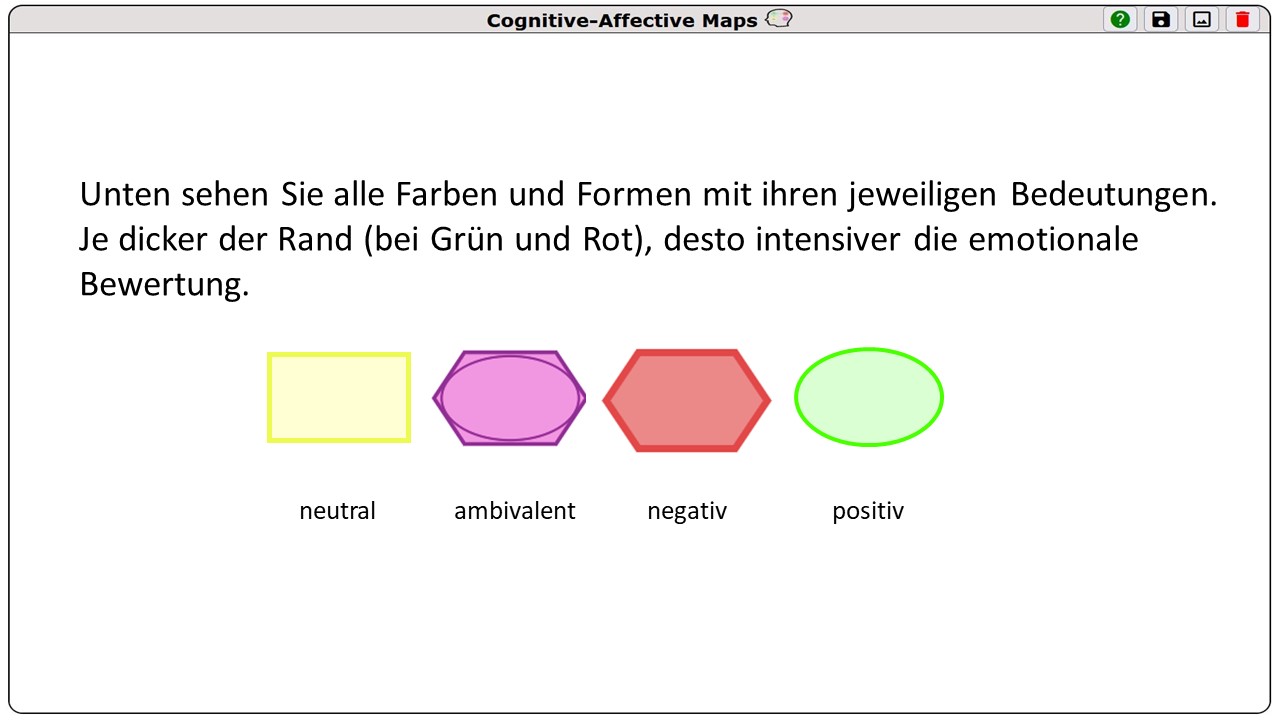 Cognitive-Affective Maps
Unten sehen Sie alle Farben und Formen mit ihren jeweiligen Bedeutungen.
Je dicker der Rand (bei Grün und Rot), desto intensiver die emotionale
Bewertung.
neutral ambivalent negativ positiv